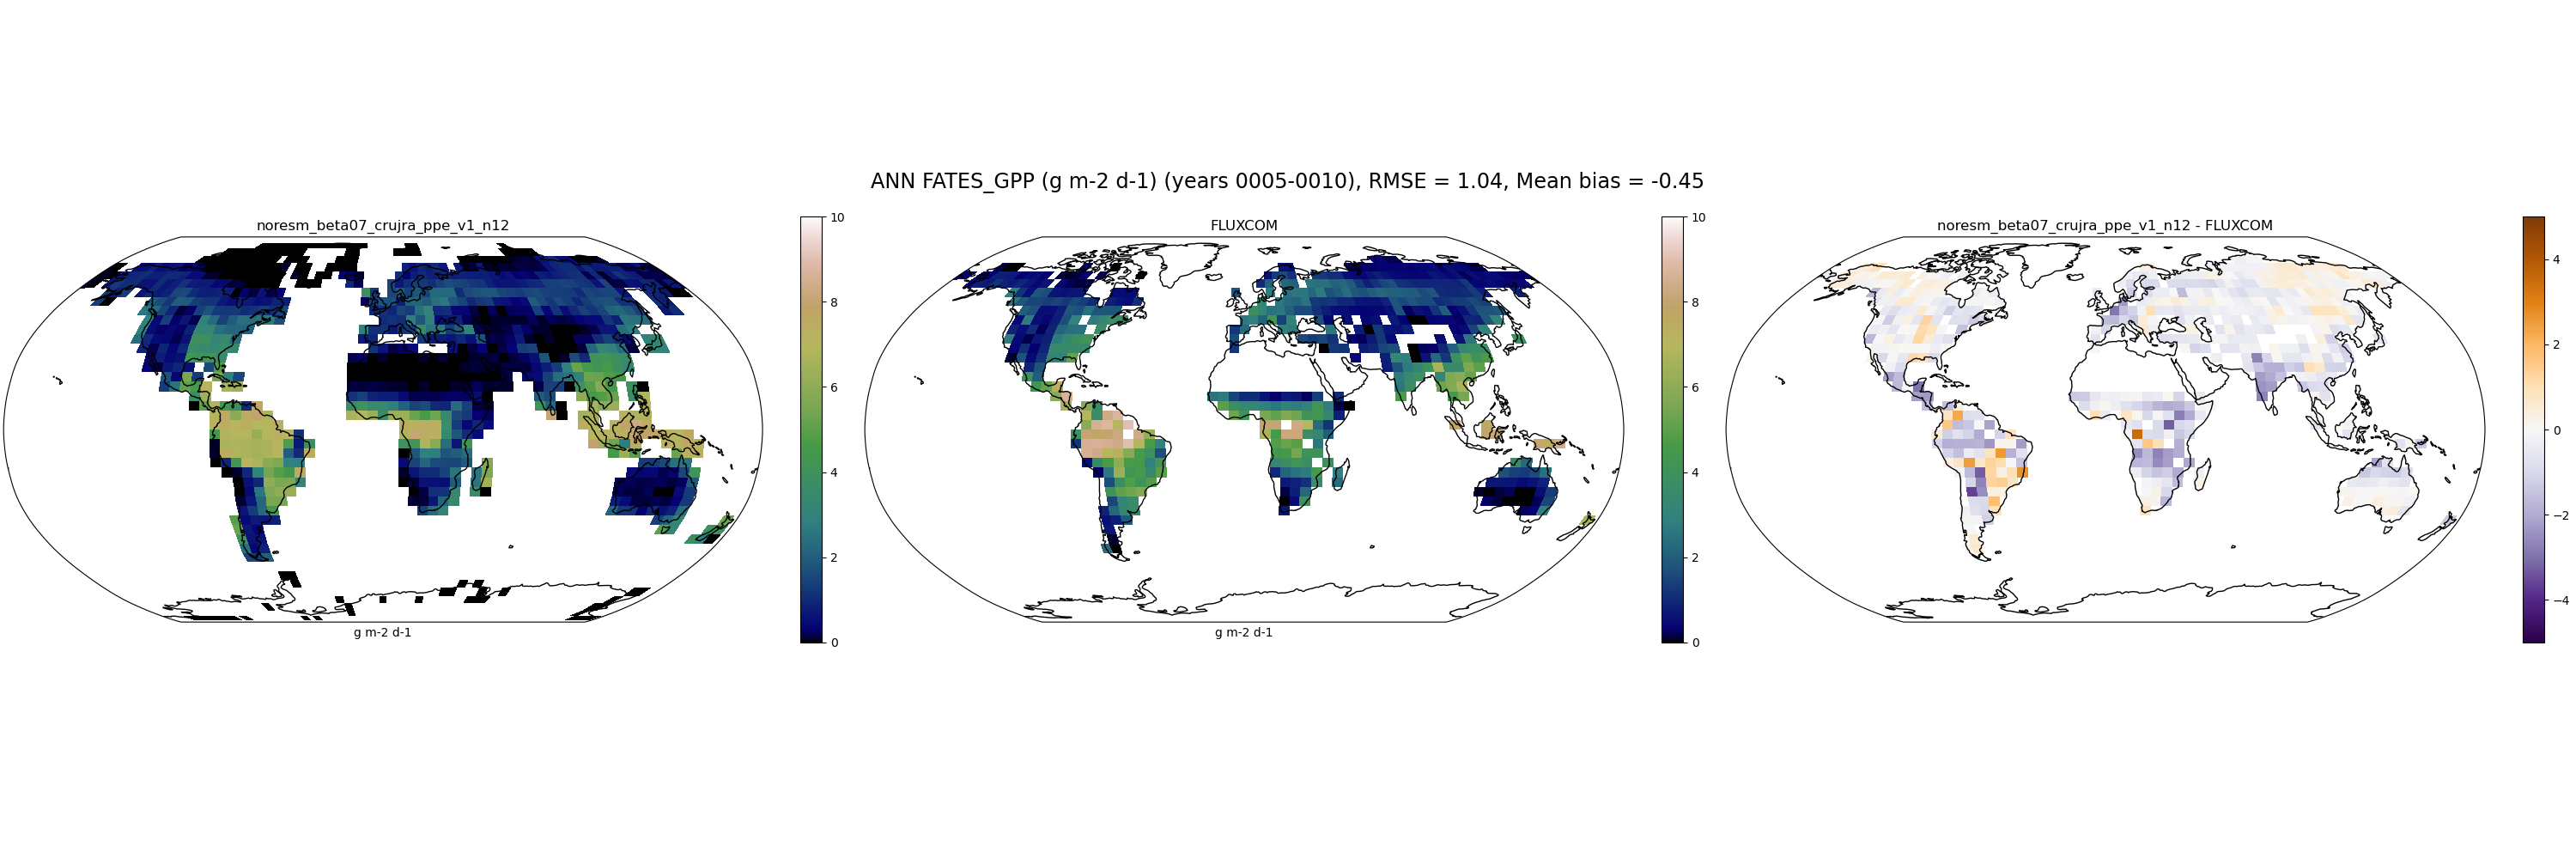 ANN FATES_GPP (g m-2 d-1) (years 0005-0010), RMSE = 1.04, Mean bias = -0.45
noresm_beta07_crujra_ppe_v1_n12
10
8
6
4
2
0
g m-2 d-1
FLUXCOM
10
8
6
4
2
0
g m-2 d-1
noresm_beta07_crujra_ppe_v1_n12 - FLUXCOM
4
2
0
−2
−4